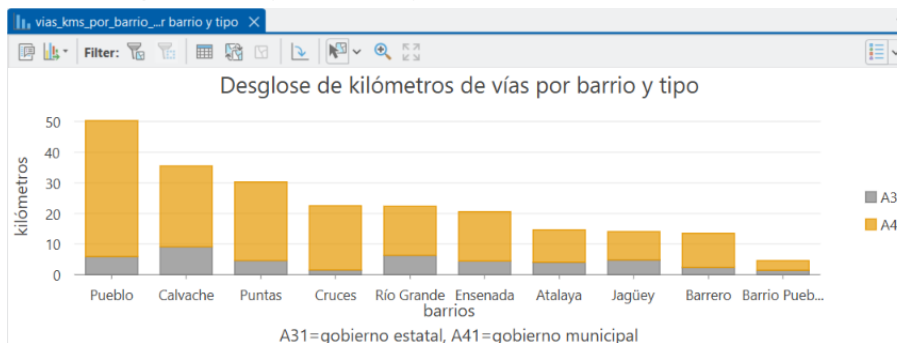 vias_kms_por_barrio_...r barrio y tipo
Filter:
Desglose de kilómetros de vías por barrio y tipo
kilómetros
50
40
30
20
10
0
A3
A4
Pueblo Calvache Puntas Cruces Río Grande Ensenada Atalaya Jagüey Barrero Barrio Pueb...
barrios
A31=gobierno estatal, A41=gobierno municipal